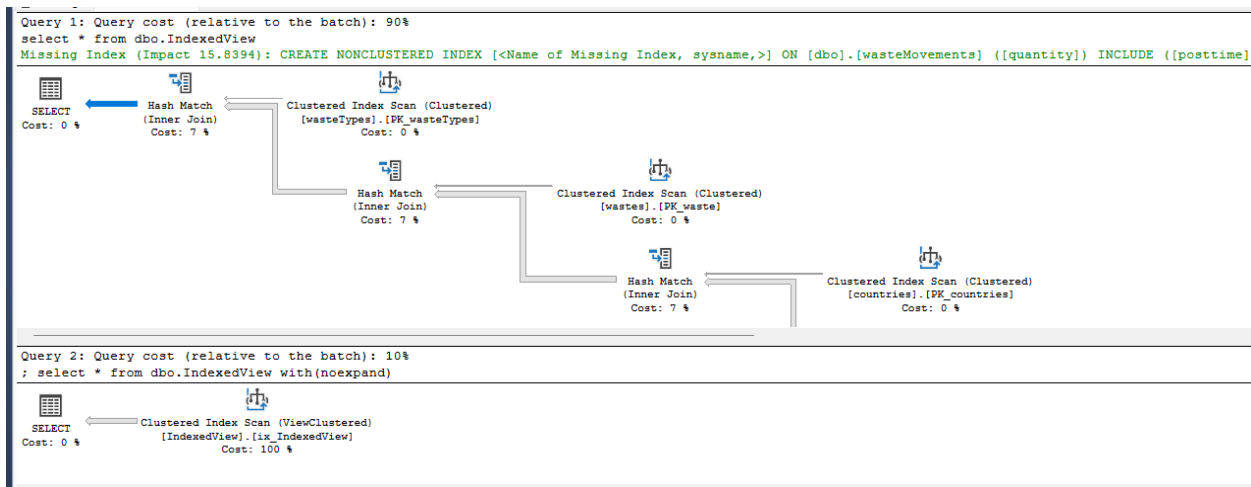 Query 1: Query cost (relative to the batch): 90%
select * from dbo.IndexedView
Missing Index (Impact 15.8394): CREATE NONCLUSTERED INDEX [<Name of Missing Index, sysname,>] ON [dbo].[wasteMovements] ([quantity]) INCLUDE ([posttime]
SELECT
Cost: 0 %
Hash Match
(Inner Join)
Cost: 7 %
Clustered Index Scan (Clustered)
[wasteTypes].[PK_wasteTypes]
Cost: 0 %
Hash Match
(Inner Join)
Cost: 7 %
Clustered Index Scan (Clustered)
[wastes].[PK_waste]
Cost: 0 %
Hash Match
(Inner Join)
Cost: 7 %
Clustered Index Scan (Clustered)
[countries].[PK_countries]
Cost: 0 %
Query 2: Query cost (relative to the batch): 10%
; select * from dbo.IndexedView with(noexpand)
SELECT
Cost: 0 %
Clustered Index Scan (ViewClustered)
[IndexedView].[ix_IndexedView]
Cost: 100 %